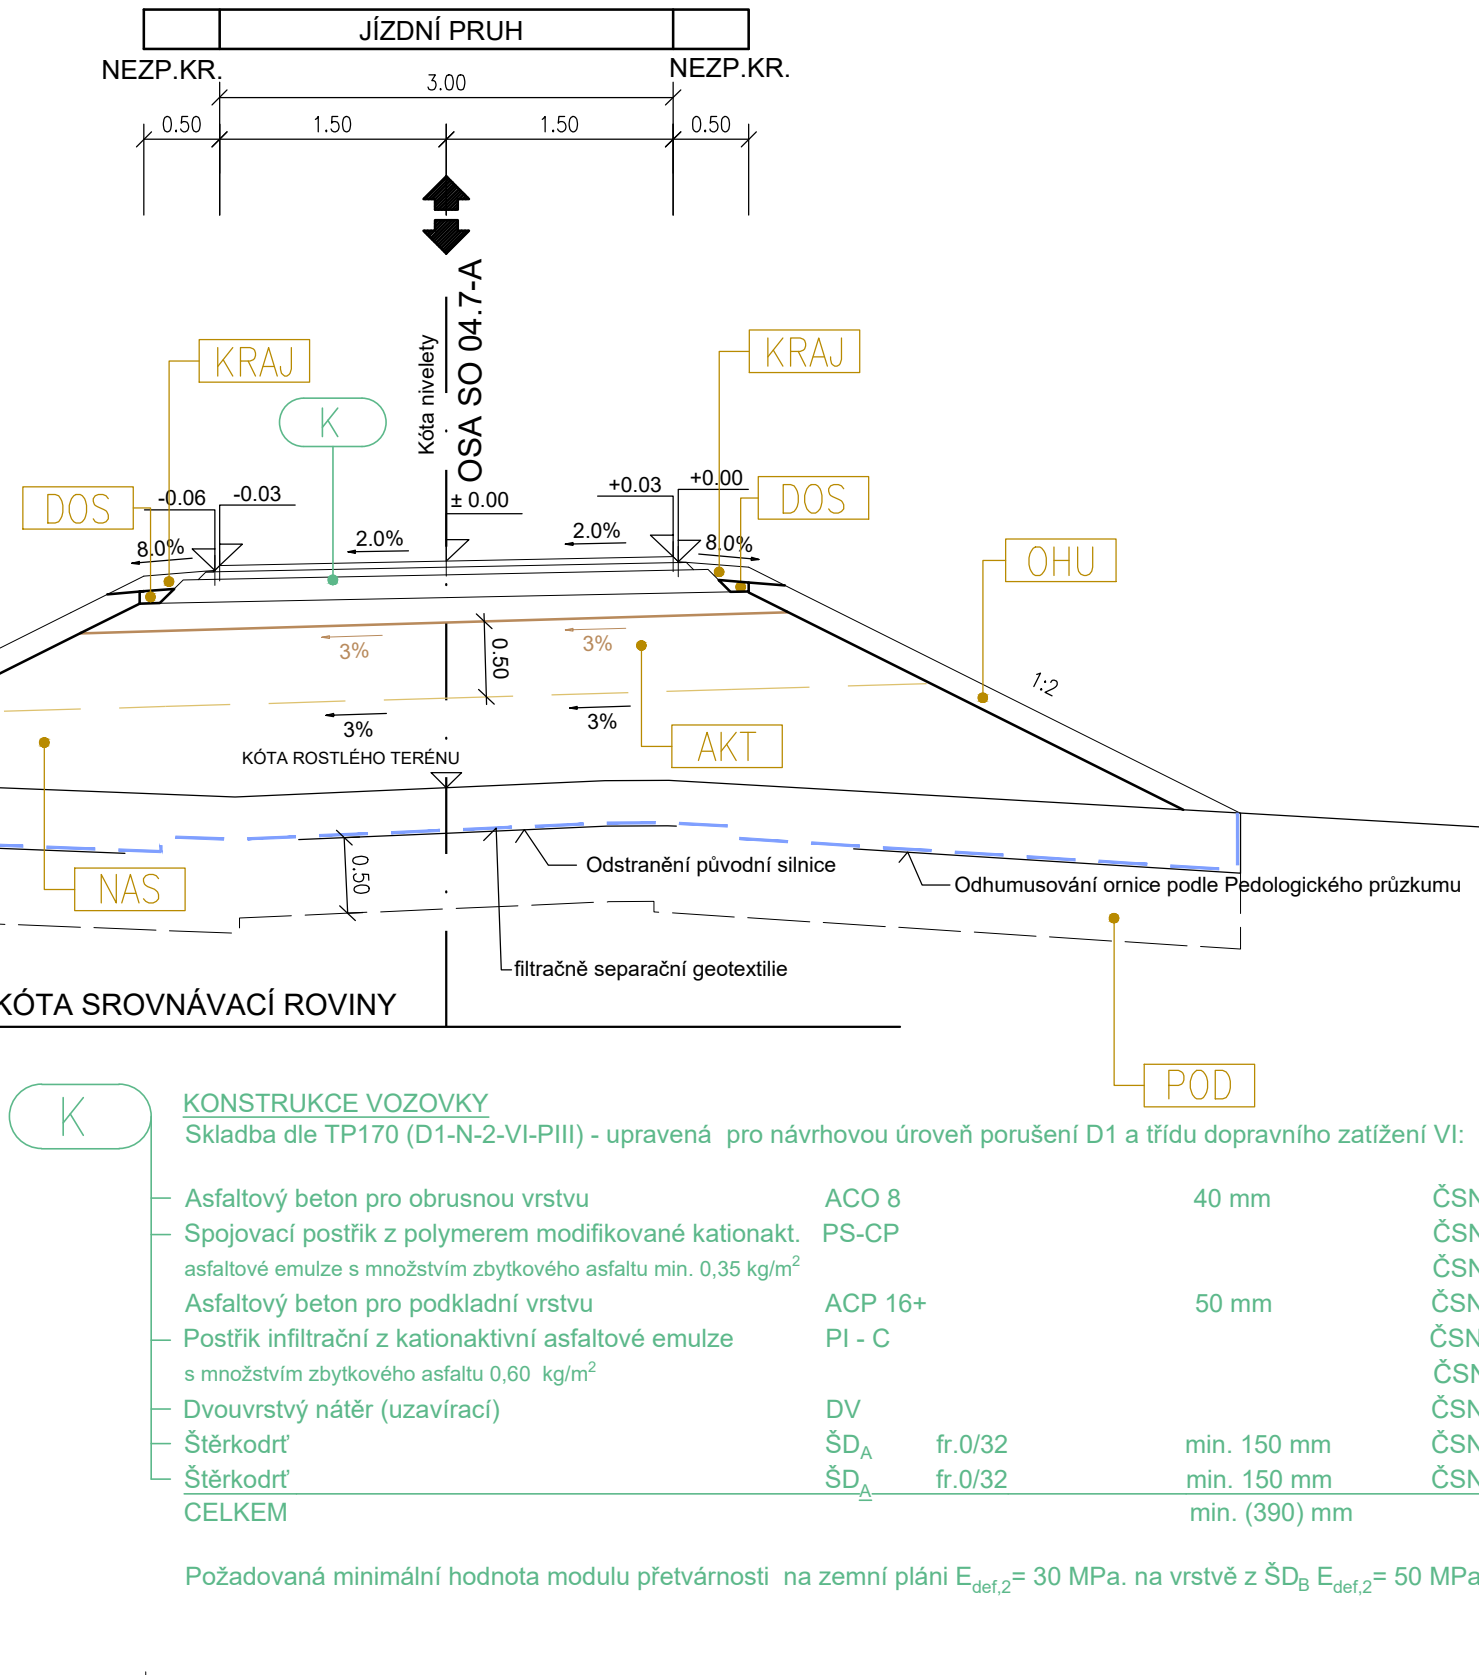 JÍZDNÍ PRUH
NEZP.KR. NEZP.KR.
3.00
0.50 1.50 1.50 0.50
Kóta nivelety
OSA SO 04.7-A
KRAJ KRAJ
K
DOS -0.06 -0.03 ± 0.00 +0.03 +0.00 DOS
8.0% 2.0% 2.0% 8.0%
OHU
3% 0.50 3%
1:2
3% 3%
AKT
KÓTA ROSTLÉHO TERÉNU
0.50
Odstranění původní silnice
NAS
Odhumusování ornice podle Pedologického průzkumu
filtračně separační geotextilie
KÓTA SROVNÁVACÍ ROVINY
POD
K
KONSTRUKCE VOZOVKY
Skladba dle TP170 (D1-N-2-VI-PIII) - upravená pro návrhovou úroveň porušení D1 a třídu dopravního zatížení VI:
Asfaltový beton pro obrusnou vrstvu ACO 8 40 mm ČSN
Spojovací postřik z polymerem modifikované kationakt. PS-CP ČSN
asfaltové emulze s množstvím zbytkového asfaltu min. 0,35 kg/m² ČSN
Asfaltový beton pro podkladní vrstvu ACP 16+ 50 mm ČSN
Postřik infiltrační z kationaktivní asfaltové emulze PI - C ČSN
s množstvím zbytkového asfaltu 0,60 kg/m² ČSN
Dvouvrstvý nátěr (uzavírací) DV ČSN
Štěrkodrť ŠDA fr.0/32 min. 150 mm ČSN
Štěrkodrť ŠDA fr.0/32 min. 150 mm ČSN
CELKEM min. (390) mm
Požadovaná minimální hodnota modulu přetvárnosti na zemní pláni Edef,2= 30 MPa. na vrstvě z ŠDB Edef,2= 50 MPa